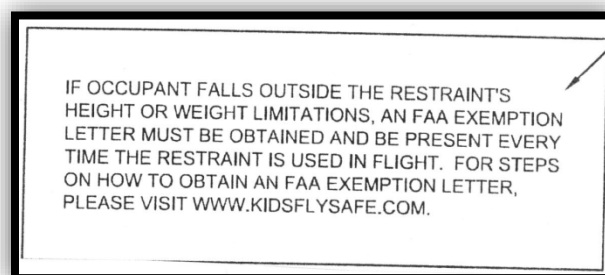 IF OCCUPANT FALLS OUTSIDE THE RESTRAINT'S
HEIGHT OR WEIGHT LIMITATIONS, AN FAA EXEMPTION
LETTER MUST BE OBTAINED AND BE PRESENT EVERY
TIME THE RESTRAINT IS USED IN FLIGHT. FOR STEPS
ON HOW TO OBTAIN AN FAA EXEMPTION LETTER,
PLEASE VISIT WWW.KIDSFLYSAFE.COM.